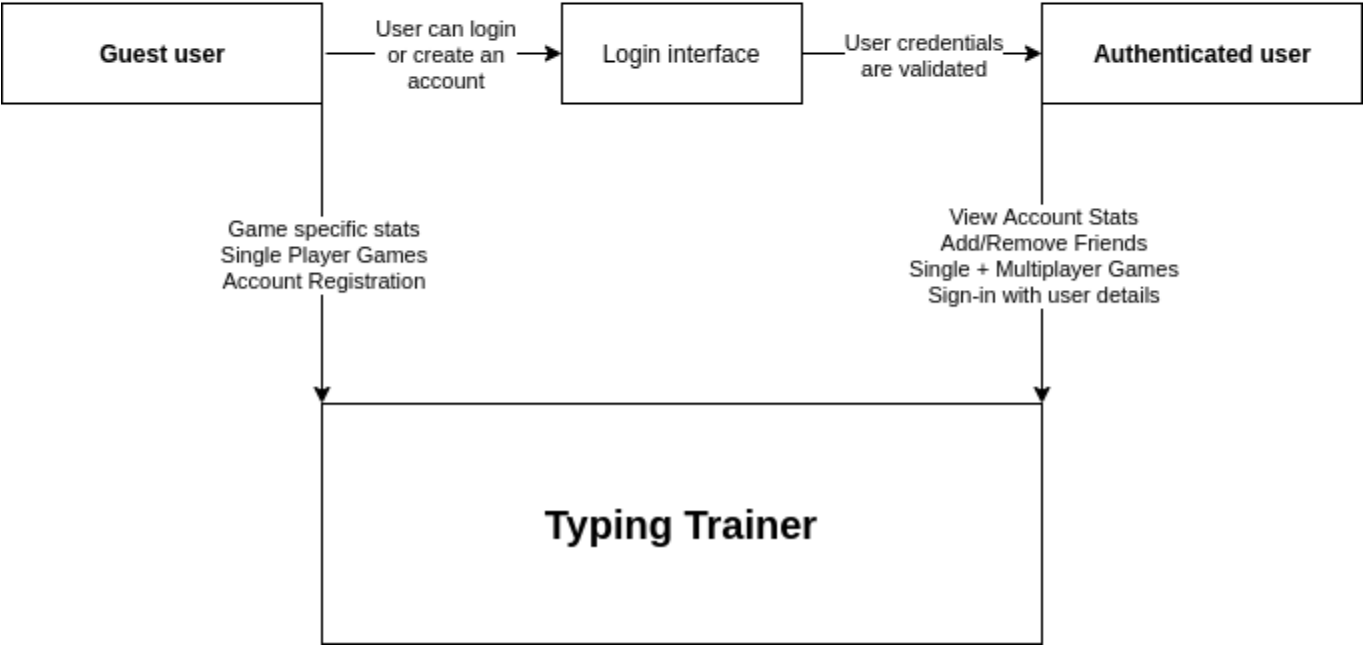 Guest user
User can login
or create an
account
Login interface
User credentials
are validated
Authenticated user
Game specific stats
Single Player Games
Account Registration
View Account Stats
Add/Remove Friends
Single + Multiplayer Games
Sign-in with user details
Typing Trainer